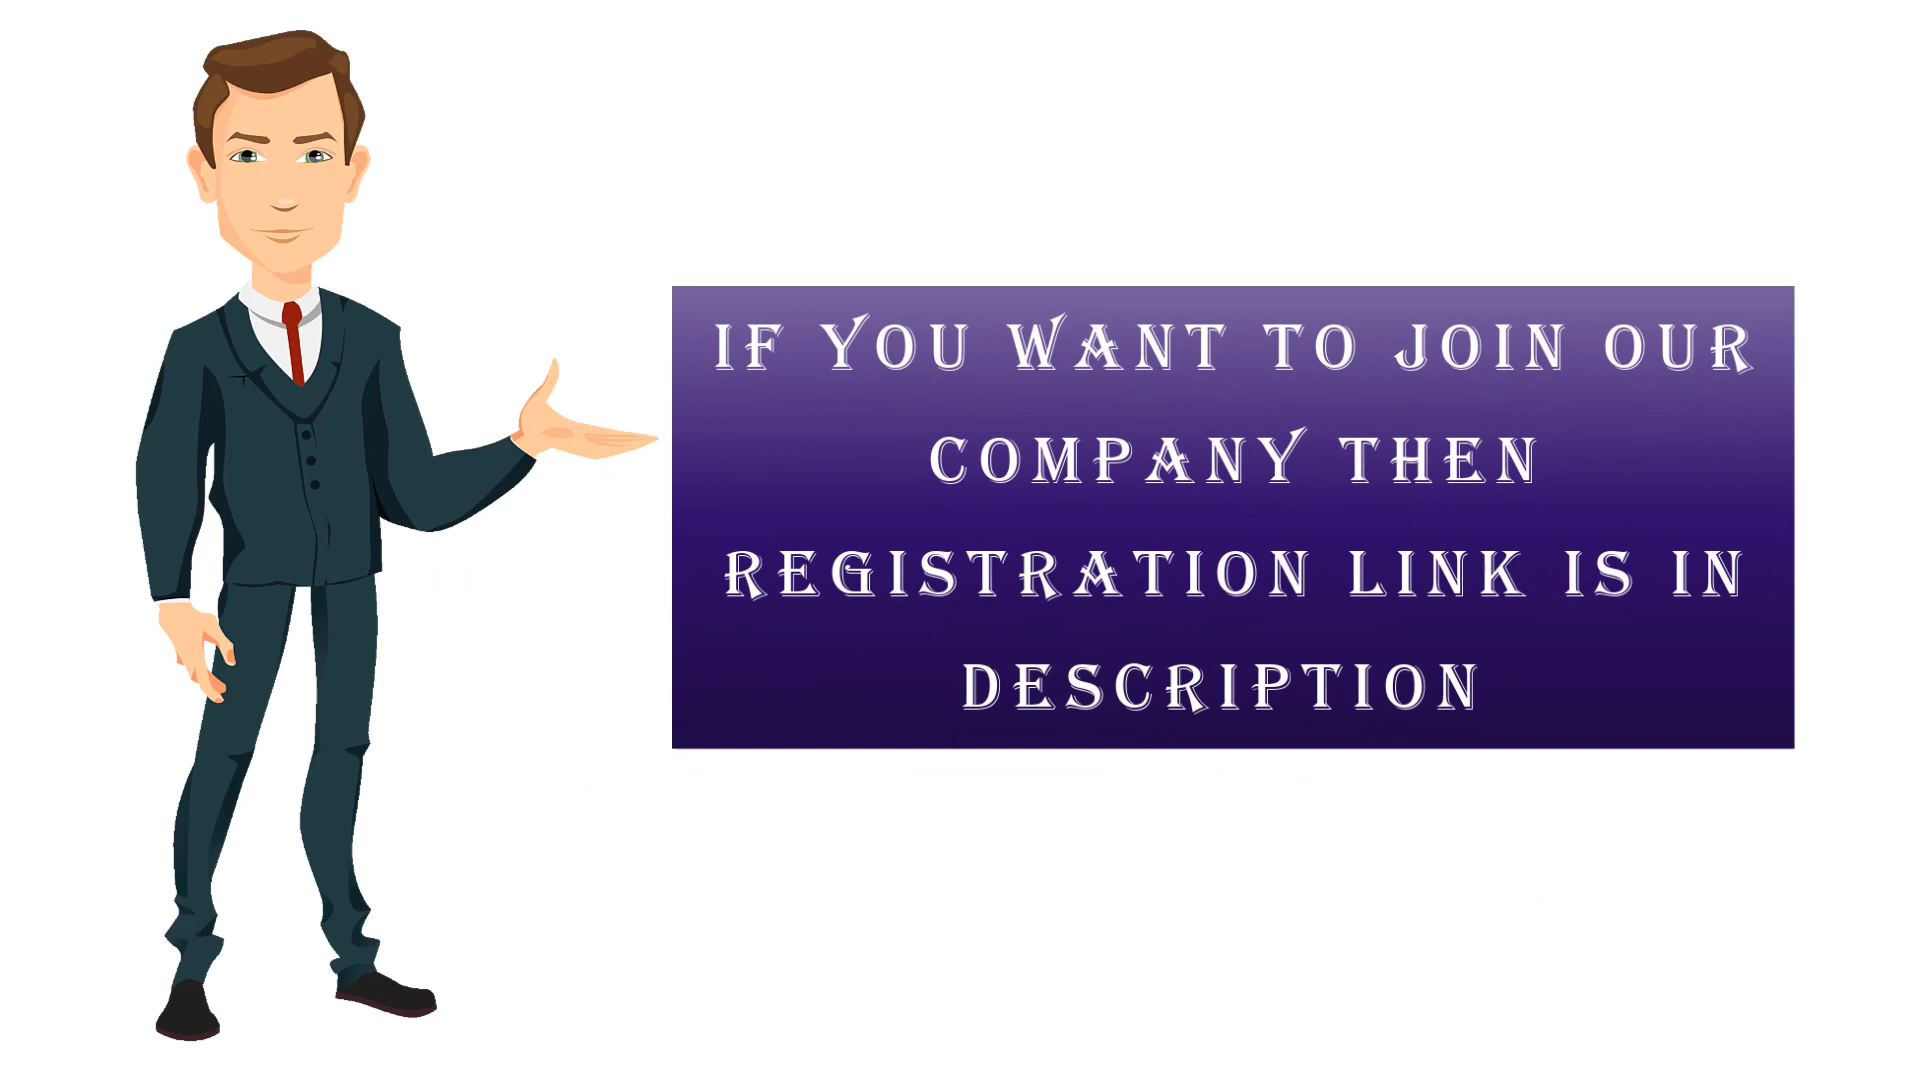 IF YOU WANT TO JOIN OUR
COMPANY THEN
REGISTRATION LINK IS IN
DESCRIPTION